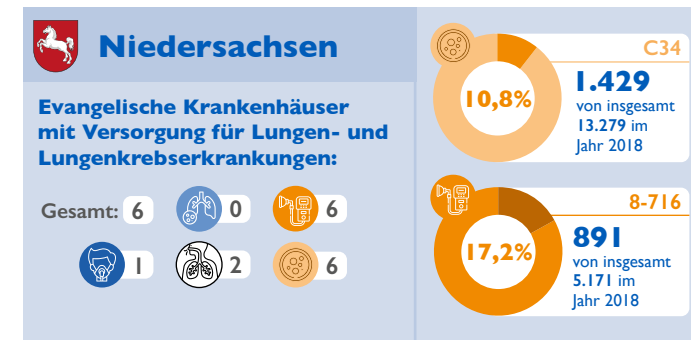 Niedersachsen
Evangelische Krankenhäuser
mit Versorgung für Lungen- und
Lungenkrebserkrankungen:
Gesamt: 6
0
6
1
2
6
C34
10,8%
1.429
von insgesamt
13.279 im
Jahr 2018
8-716
17,2%
891
von insgesamt
5.171 im
Jahr 2018